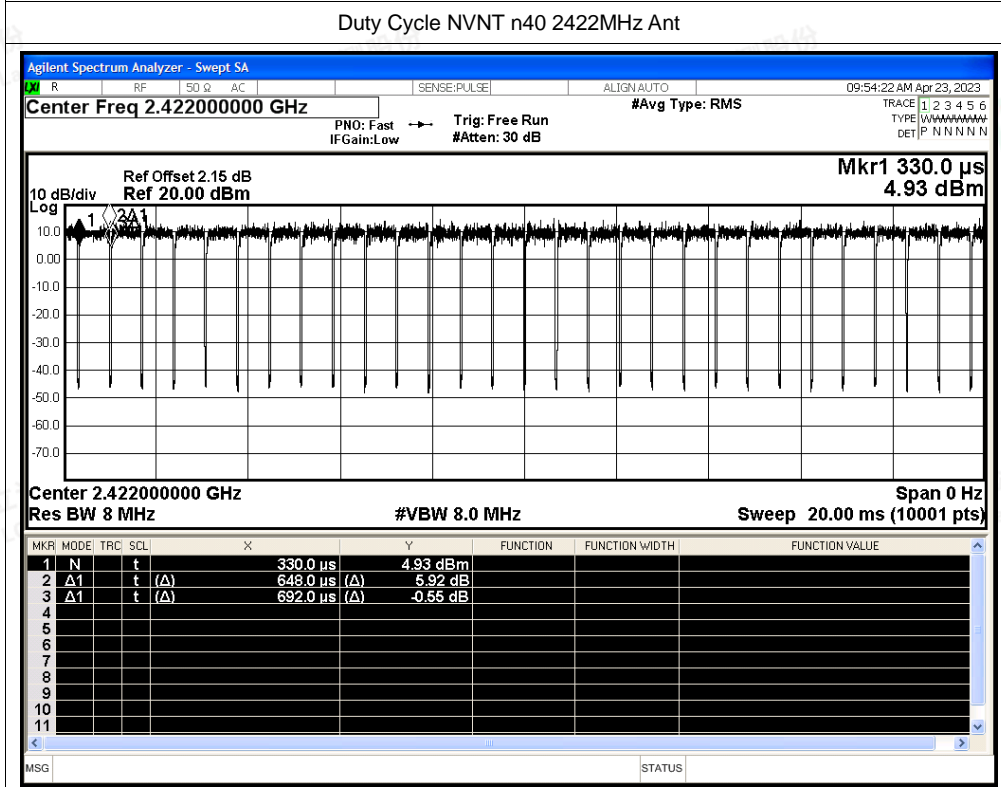 Duty Cycle NVNT n40 2422MHz Ant
Agilent Spectrum Analyzer - Swept SA
LXI R RF 50 Ω AC SENSE:PULSE ALIGN AUTO 09:54:22 AM Apr 23, 2023
Center Freq 2.422000000 GHz #Avg Type: RMS TRACE 1 2 3 4 5 6
PNO: Fast Trig: Free Run TYPE W
IFGain:Low #Atten: 30 dB DET P N N N N N
Mkr1 330.0 µs
Ref Offset 2.15 dB 4.93 dBm
10 dB/div Ref 20.00 dBm
Log
1 2Δ1
10.0
0.00
-10.0
-20.0
-30.0
-40.0
-50.0
-60.0
-70.0
Center 2.422000000 GHz Span 0 Hz
Res BW 8 MHz #VBW 8.0 MHz Sweep 20.00 ms (10001 pts)
MKR MODE TRC SCL X Y FUNCTION FUNCTION WIDTH FUNCTION VALUE
1 N t 330.0 µs 4.93 dBm
2 Δ1 t (Δ) 648.0 µs (Δ) 5.92 dB
3 Δ1 t (Δ) 692.0 µs (Δ) -0.55 dB
4
5
6
7
8
9
10
11
MSG STATUS